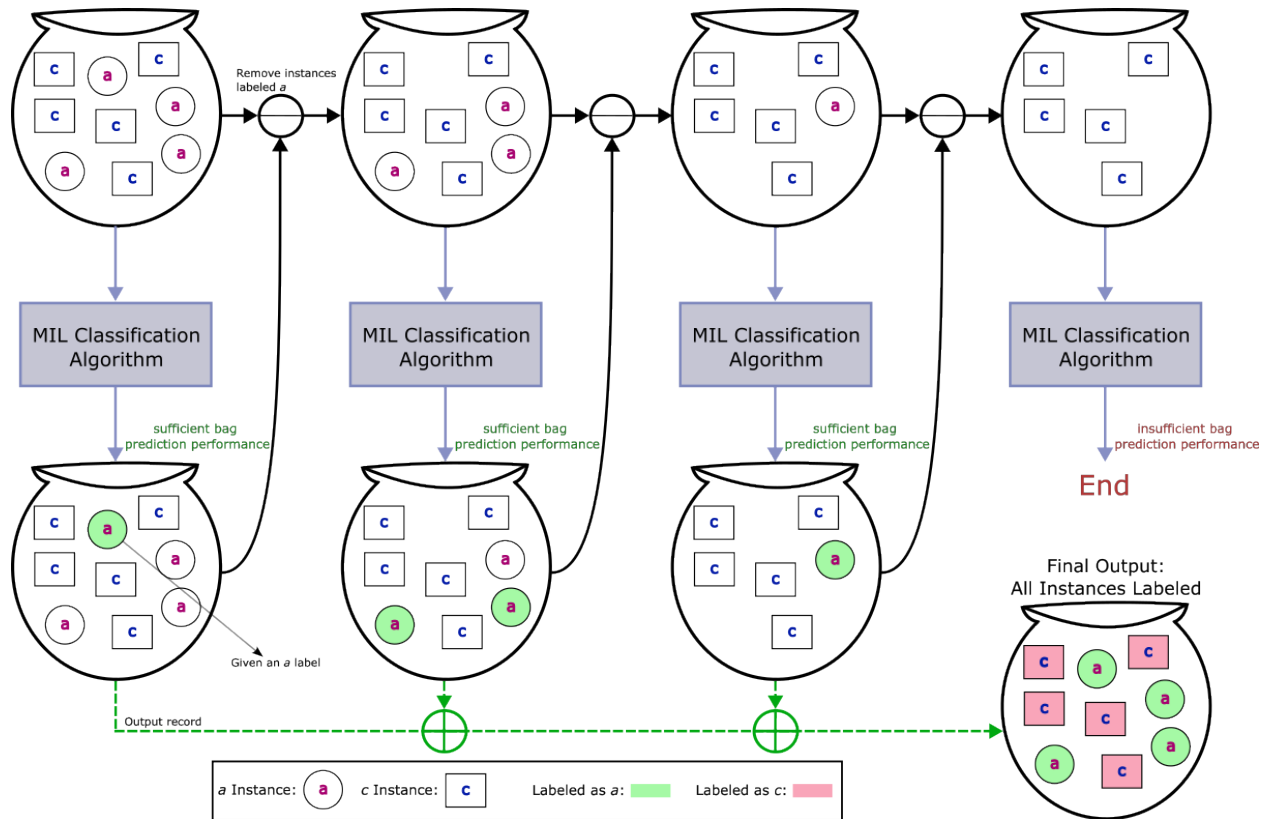 c
a
c
c
a
c
a
a
c
Remove instances
labeled a
c
c
c
a
c
a
a
c
c
c
c
a
c
c
c
c
c
c
c
MIL Classification
Algorithm
MIL Classification
Algorithm
MIL Classification
Algorithm
MIL Classification
Algorithm
sufficient bag
prediction performance
sufficient bag
prediction performance
sufficient bag
prediction performance
insufficient bag
prediction performance
End
c
a
c
c
a
c
a
a
c
Given an a label
c
c
c
a
c
a
a
c
c
c
c
a
c
c
Final Output:
All Instances Labeled
c
a
c
c
a
c
a
a
c
Output record
a Instance: a c Instance: c Labeled as a: Labeled as c: